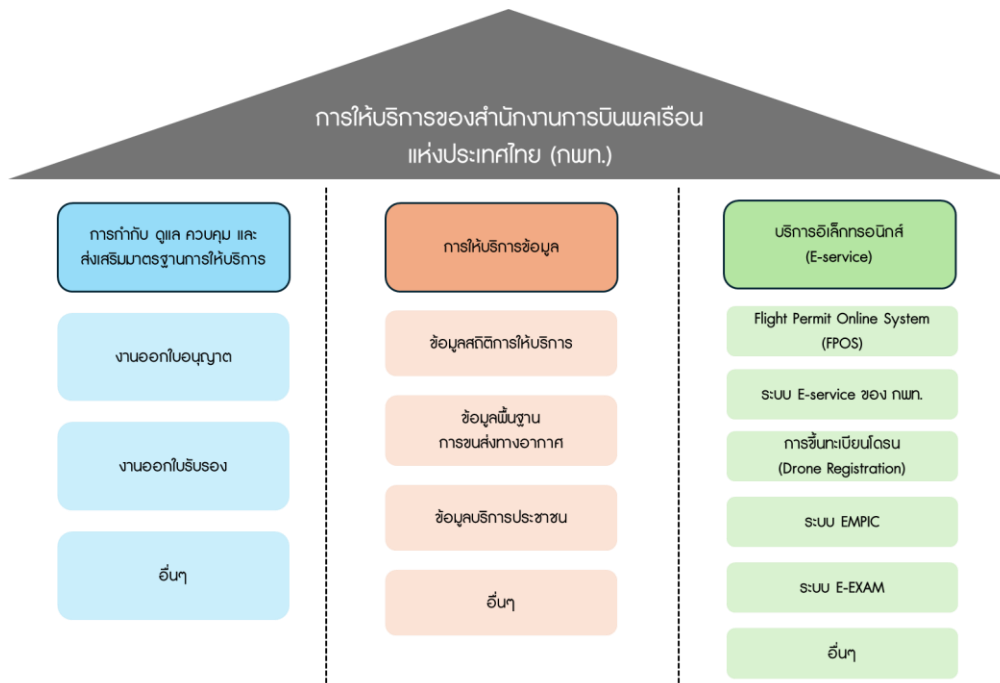 การให้บริการของสำนักงานการบินพลเรือน
แห่งประเทศไทย (กพท.)
การกำกับ ดูแล ควบคุม และ
ส่งเสริมมาตรฐานการให้บริการ
งานออกใบอนุญาต
งานออกใบรับรอง
อื่นๆ
การให้บริการข้อมูล
ข้อมูลสถิติการให้บริการ
ข้อมูลพื้นฐาน
การขนส่งทางอากาศ
ข้อมูลบริการประชาชน
อื่นๆ
บริการอิเล็กทรอนิกส์
(E-service)
Flight Permit Online System
(FPOS)
ระบบ E-service ของ กพท.
การขึ้นทะเบียนโดรน
(Drone Registration)
ระบบ EMPIC
ระบบ E-EXAM
อื่นๆ